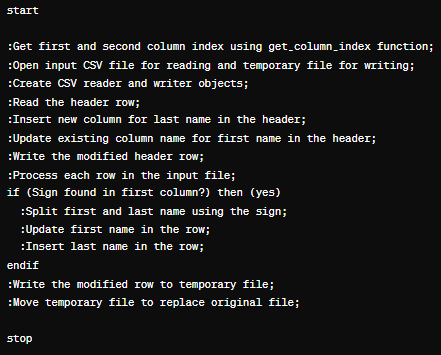 start
:Get first and second column index using get_column_index function;
:Open input CSV file for reading and temporary file for writing;
:Create CSV reader and writer objects;
:Read the header row;
:Insert new column for last name in the header;
:Update existing column name for first name in the header;
:Write the modified header row;
:Process each row in the input file;
if (Sign found in first column?) then (yes)
:Split first and last name using the sign;
:Update first name in the row;
:Insert last name in the row;
endif
:Write the modified row to temporary file;
:Move temporary file to replace original file;
stop